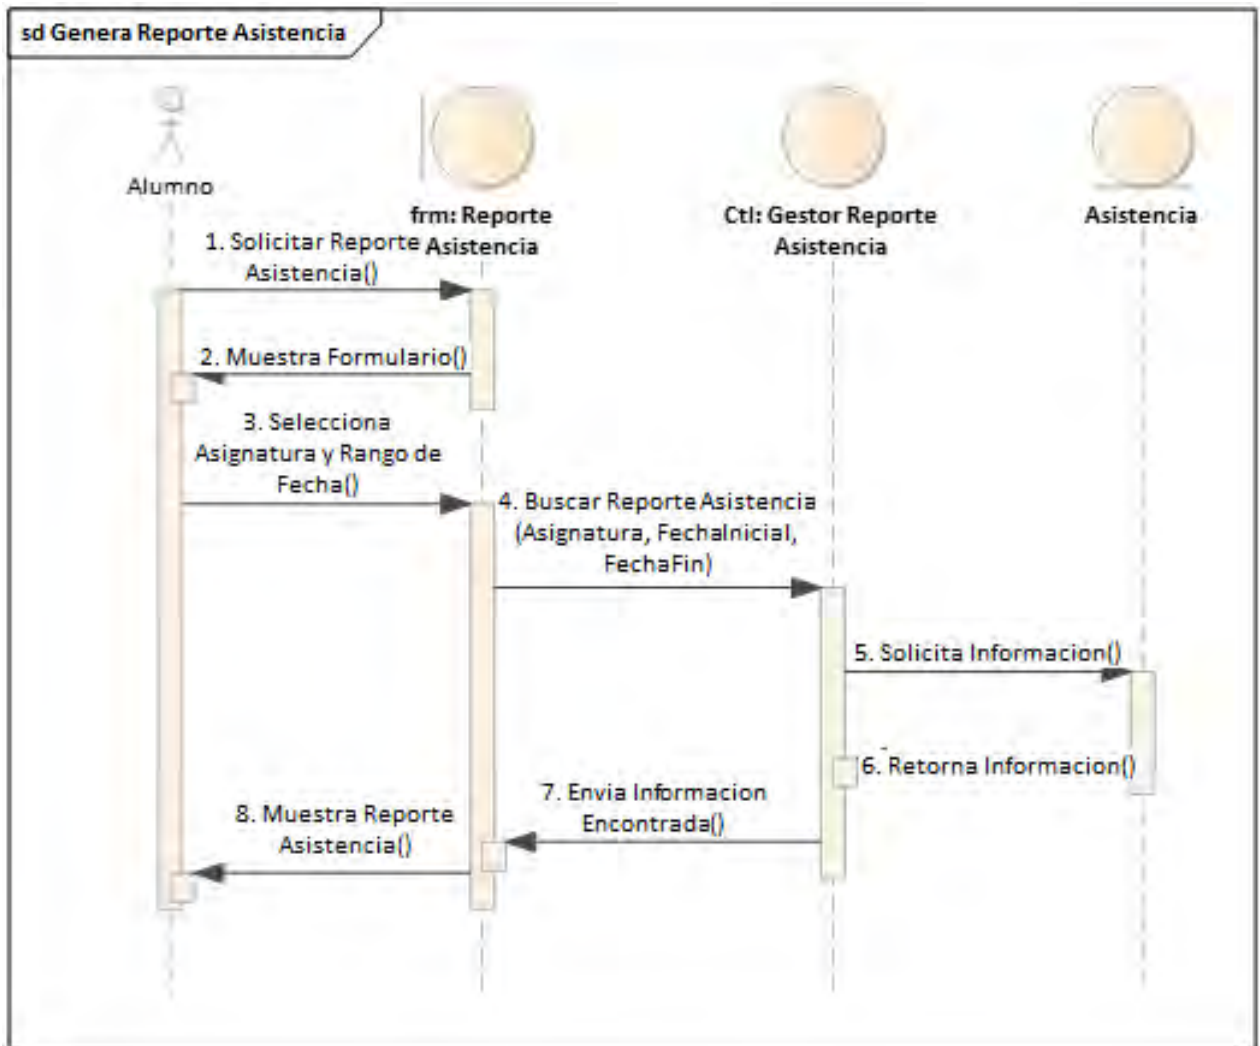 sd Genera Reporte Asistencia
Alumno
frm: Reporte
Asistencia
Ctl: Gestor Reporte
Asistencia
Asistencia
1. Solicitar Reporte
Asistencia()
2. Muestra Formulario()
3. Selecciona
Asignatura y Rango de
Fecha()
4. Buscar Reporte Asistencia
(Asignatura, FechaInicial,
FechaFin)
5. Solicita Informacion()
6. Retorna Informacion()
7. Envia Informacion
Encontrada()
8. Muestra Reporte
Asistencia()